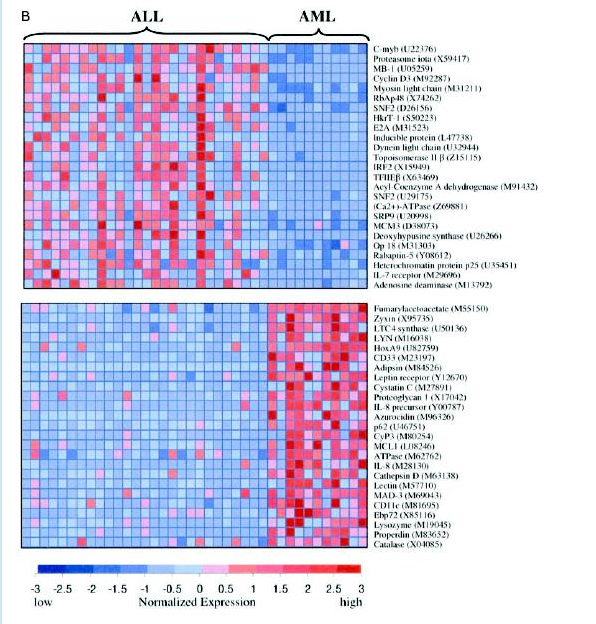 B
ALL AML
C-myb (U22376)
Proteasome iota (X59417)
MB-1 (U05259)
Cyclin D3 (M92287)
Myosin light chain (M31211)
RbAp48 (X74262)
SNF2 (D26156)
HkrT-1 (S50223)
E2A (M31523)
Inducible protein (L47738)
Dynein light chain (U32944)
Topoisomerase II β (Z15115)
IRF2 (X15949)
TFIIEβ (X63469)
Acyl-Coenzyme A dehydrogenase (M91432)
SNF2 (U29175)
(Ca2+)-ATPase (Z69881)
SRP9 (U20998)
MCM3 (D38073)
Deoxyhypusine synthase (U26266)
Op 18 (M31303)
Rabaptin-5 (Y08612)
Heterochromatin protein p25 (U35451)
IL-7 receptor (M29696)
Adenosine deaminase (M13792)
Fumarylacetoacetate (M55150)
Zyxin (X95735)
LTC4 synthase (U50136)
LYN (M16038)
HoxA9 (U82759)
CD33 (M23197)
Adipsin (M84526)
Leptin receptor (Y12670)
Cystatin C (M27891)
Proteoglycan 1 (X17042)
IL-8 precursor (Y00787)
Azurocidin (M96326)
p62 (U46751)
CyP3 (M80254)
MCL1 (L08246)
ATPase (M62762)
IL-8 (M28130)
Cathepsin D (M63138)
Lectin (M57710)
MAD-3 (M69043)
CD11c (M81695)
Ebp72 (X85116)
Lysozyme (M19045)
Properdin (M83652)
Catalase (X04085)
-3 -2.5 -2 -1.5 -1 -0.5 0 0.5 1 1.5 2 2.5 3
low Normalized Expression high